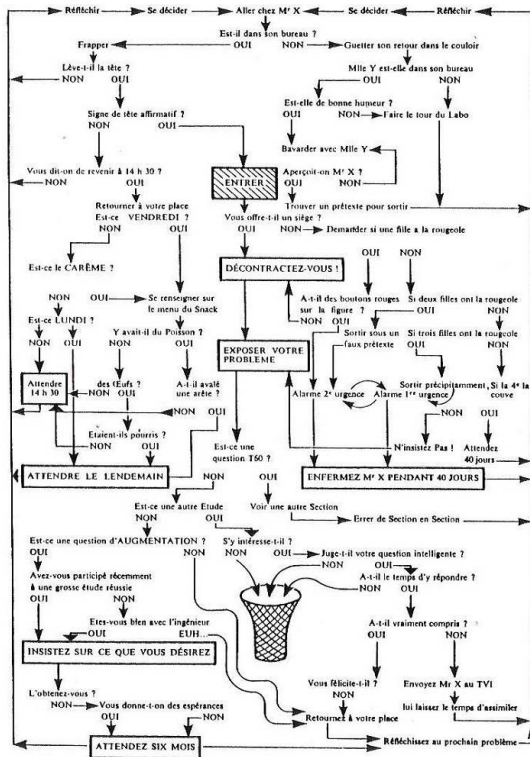 Réfléchir Se décider Aller chez Mr X Se décider Réfléchir
Est-il dans son bureau ?
Frapper OUI NON Guetter son retour dans le couloir
Lève-t-il la tête ? Mlle Y est-elle dans son bureau
NON OUI NON OUI
Est-elle de bonne humeur ?
Signe de tête affirmatif ? OUI NON Faire le tour du Labo
NON OUI
Bavarder avec Mlle Y
Vous dit-on de revenir à 14 h 30 ? ENTRER Aperçoit-on Mr X ?
NON OUI OUI NON
Retourner à votre place Trouver un prétexte pour sortir
Est-ce VENDREDI ? Vous offre-t-il un siège ?
NON OUI OUI NON Demander si une fille a la rougeole
Est-ce le CARÊME ? DÉCONTRACTEZ-VOUS ! OUI NON
NON OUI Se renseigner sur A-t-il des boutons rouges Si deux filles ont la rougeole
le menu du Snack sur la figure ? OUI NON
Est-ce LUNDI ? NON OUI Sortir sous un Si trois filles ont la rougeole
NON OUI Y avait-il du Poisson ? EXPOSER VOTRE faux prétexte OUI NON
NON OUI PROBLEME
Attendre des Œufs ? A-t-il avalé Sortir précipitamment, Si la 4e la
14 h 30 NON OUI une arète ? Alarme 2e urgence Alarme 1re urgence couve
NON OUI NON OUI
Etaient-ils pourris ? Est-ce une N'insistez Pas ! Attendez
NON OUI question T60 ? 40 jours
ATTENDRE LE LENDEMAIN OUI NON ENFERMEZ Mr X PENDANT 40 JOURS
Est-ce une autre Etude Voir une autre Section
NON OUI Errer de Section en Section
Est-ce une question d'AUGMENTATION ? S'y intéresse-t-il ?
OUI NON NON OUI Juge-t-il votre question intelligente ?
NON OUI
Avez-vous participé récemment A-t-il le temps d'y répondre ?
à une grosse étude réussie NON OUI
OUI NON
A-t-il vraiment compris ?
Etes-vous bien avec l'ingénieur OUI NON
OUI EUH...
INSISTEZ SUR CE QUE VOUS DÉSIREZ
Vous félicite-t-il ? Envoyez Mr X au TVI
L'obtenez-vous ? OUI NON
NON Vous donne-t-on des espérances lui laissez le temps d'assimiler
OUI NON Retournez à votre place
ATTENDEZ SIX MOIS Réfléchissez au prochain problème